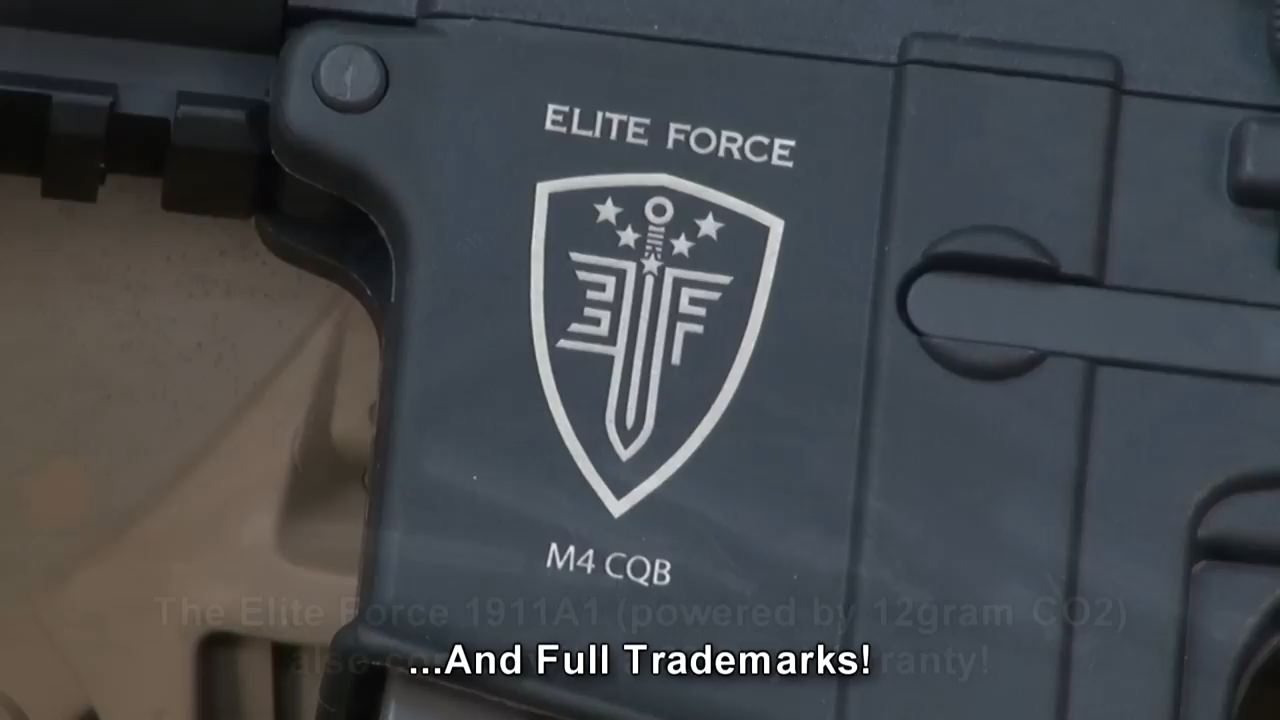 ELITE FORCE
M4 CQB
The Elite Force 1911A1 (powered by 12gram CO2)
...And Full Trademarks!